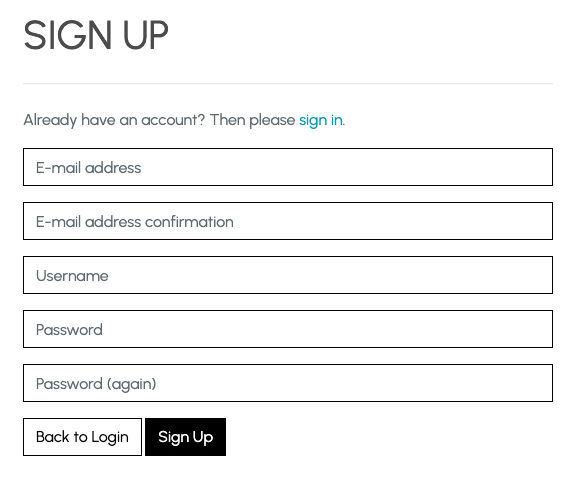 SIGN UP
Already have an account? Then please sign in.
E-mail address
E-mail address confirmation
Username
Password
Password (again)
Back to Login Sign Up